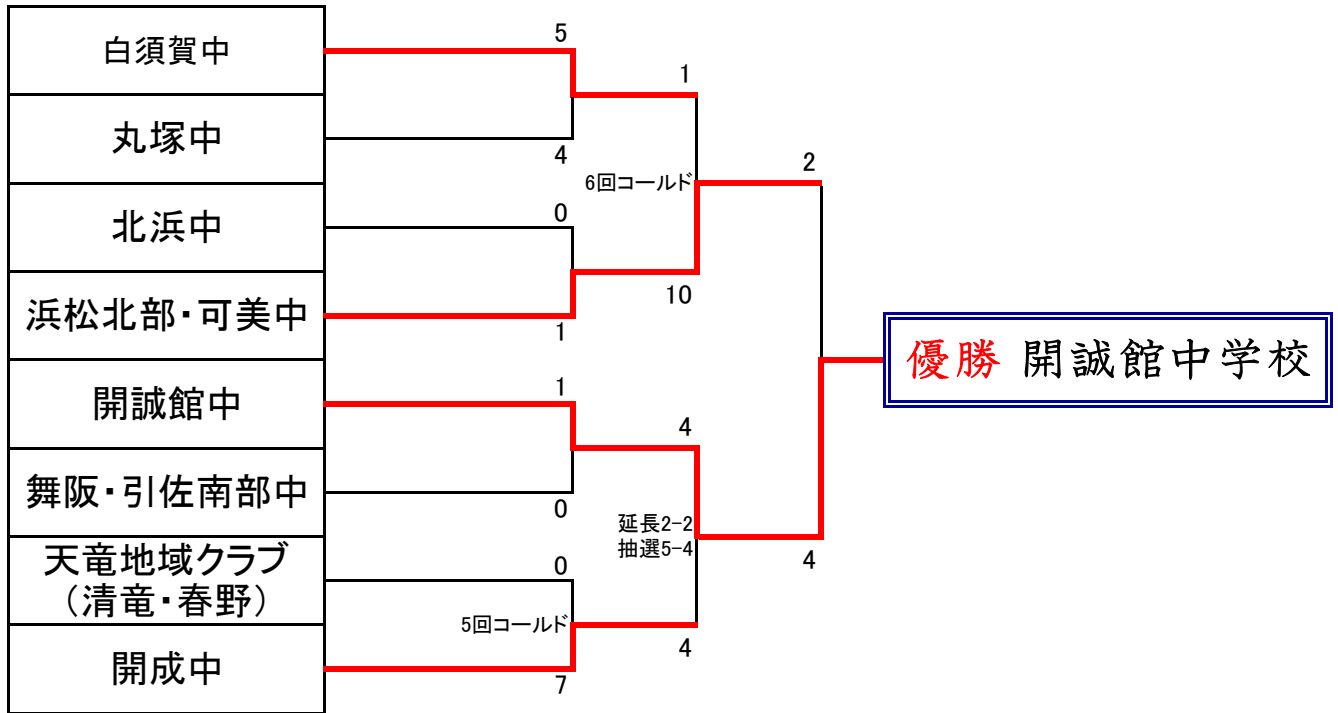 白須賀中
丸塚中
北浜中
浜松北部・可美中
開誠館中
舞阪・引佐南部中
天竜地域クラブ
（清竜・春野）
開成中
5
4
0
1
1
0
0
5回コールド
7
1
6回コールド
10
4
延長2-2
抽選5-4
4
2
4
優勝 開誠館中学校